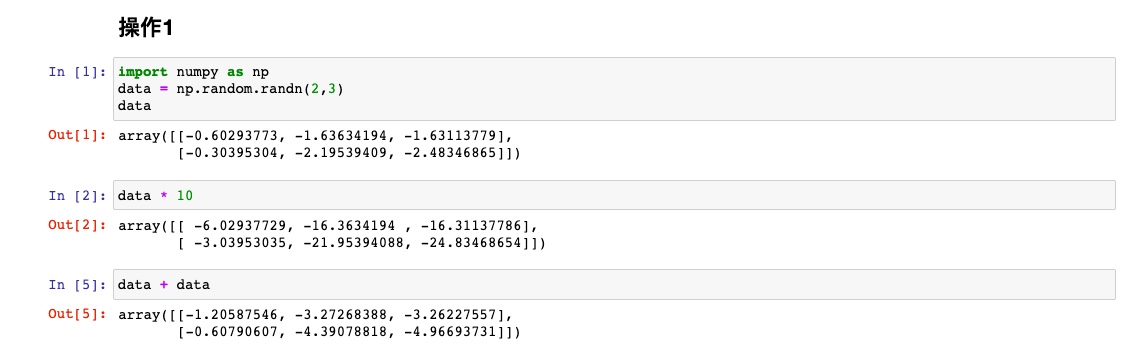 操作1
In [1]: import numpy as np
data = np.random.randn(2,3)
data
Out[1]: array([[-0.60293773, -1.63634194, -1.63113779],
[-0.30395304, -2.19539409, -2.48346865]])
In [2]: data * 10
Out[2]: array([[ -6.02937729, -16.3634194 , -16.31137786],
[ -3.03953035, -21.95394088, -24.83468654]])
In [5]: data + data
Out[5]: array([[-1.20587546, -3.27268388, -3.26227557],
[-0.60790607, -4.39078818, -4.96693731]])